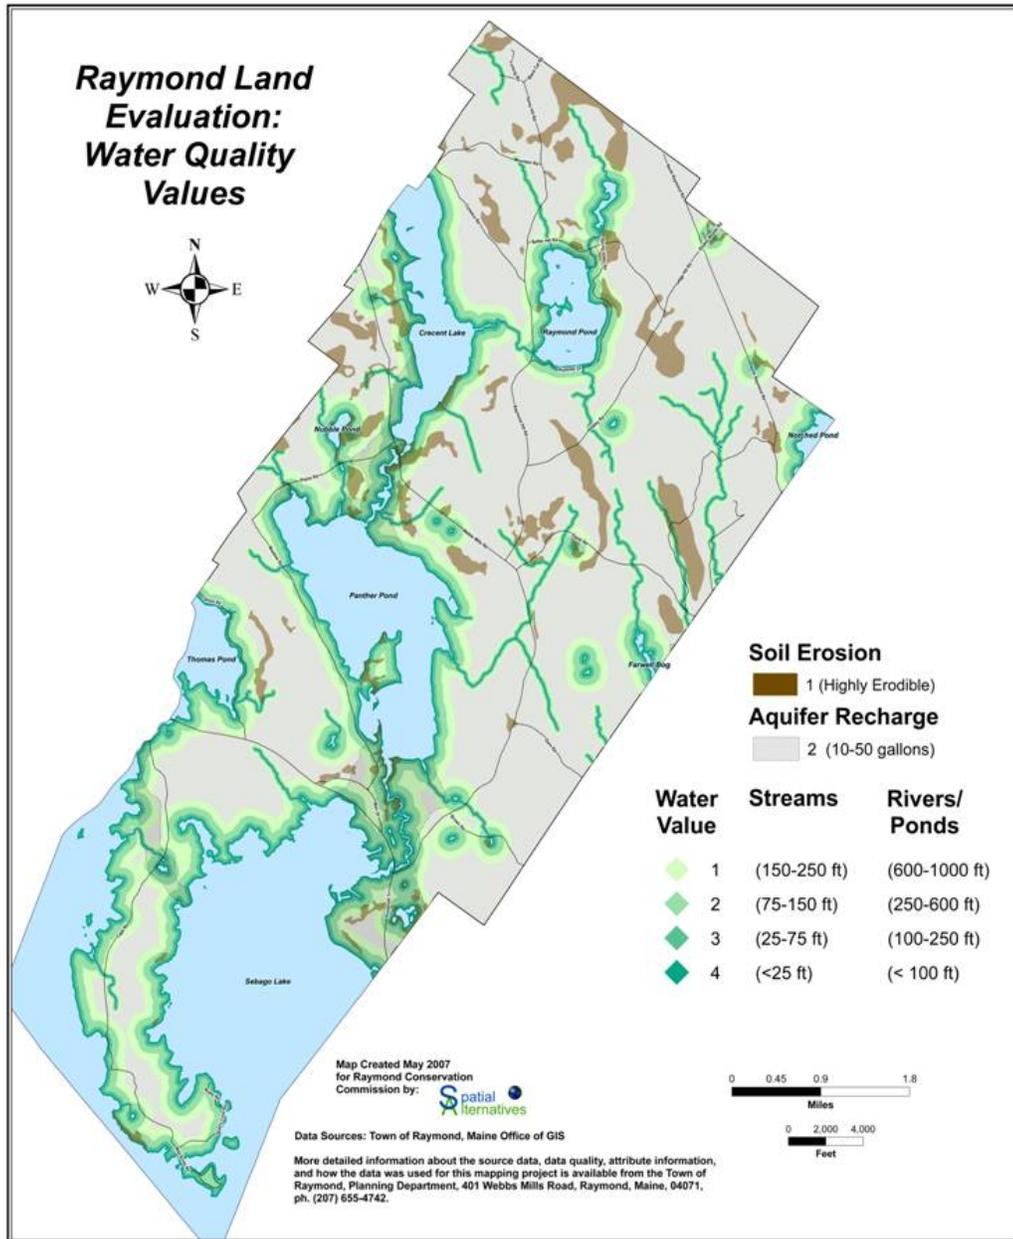 Raymond Land
Evaluation:
Water Quality
Values
N
W E
S
Crecent Lake
Raymond Pond
Nubble Pond
Notched Pond
Panther Pond
Thomas Pond
Farwell Bog
Sebago Lake
Soil Erosion
1 (Highly Erodible)
Aquifer Recharge
2 (10-50 gallons)
Water Value Streams Rivers/ Ponds
1 (150-250 ft) (600-1000 ft)
2 (75-150 ft) (250-600 ft)
3 (25-75 ft) (100-250 ft)
4 (<25 ft) (< 100 ft)
Map Created May 2007
for Raymond Conservation
Commission by:
Spatial
Alternatives
Data Sources: Town of Raymond, Maine Office of GIS
More detailed information about the source data, data quality, attribute information,
and how the data was used for this mapping project is available from the Town of
Raymond, Planning Department, 401 Webbs Mills Road, Raymond, Maine, 04071,
ph. (207) 655-4742.
0 0.45 0.9 1.8
Miles
0 2,000 4,000
Feet